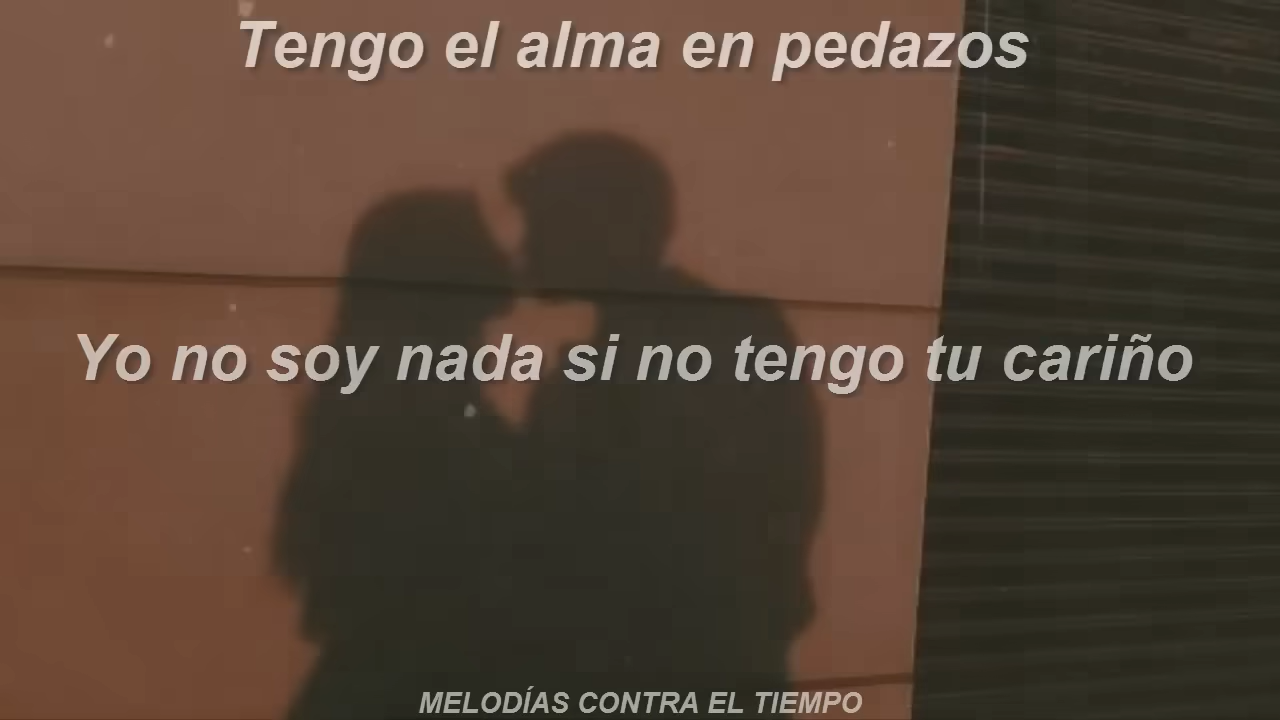 Tengo el alma en pedazos
Yo no soy nada si no tengo tu cariño
MELODÍAS CONTRA EL TIEMPO